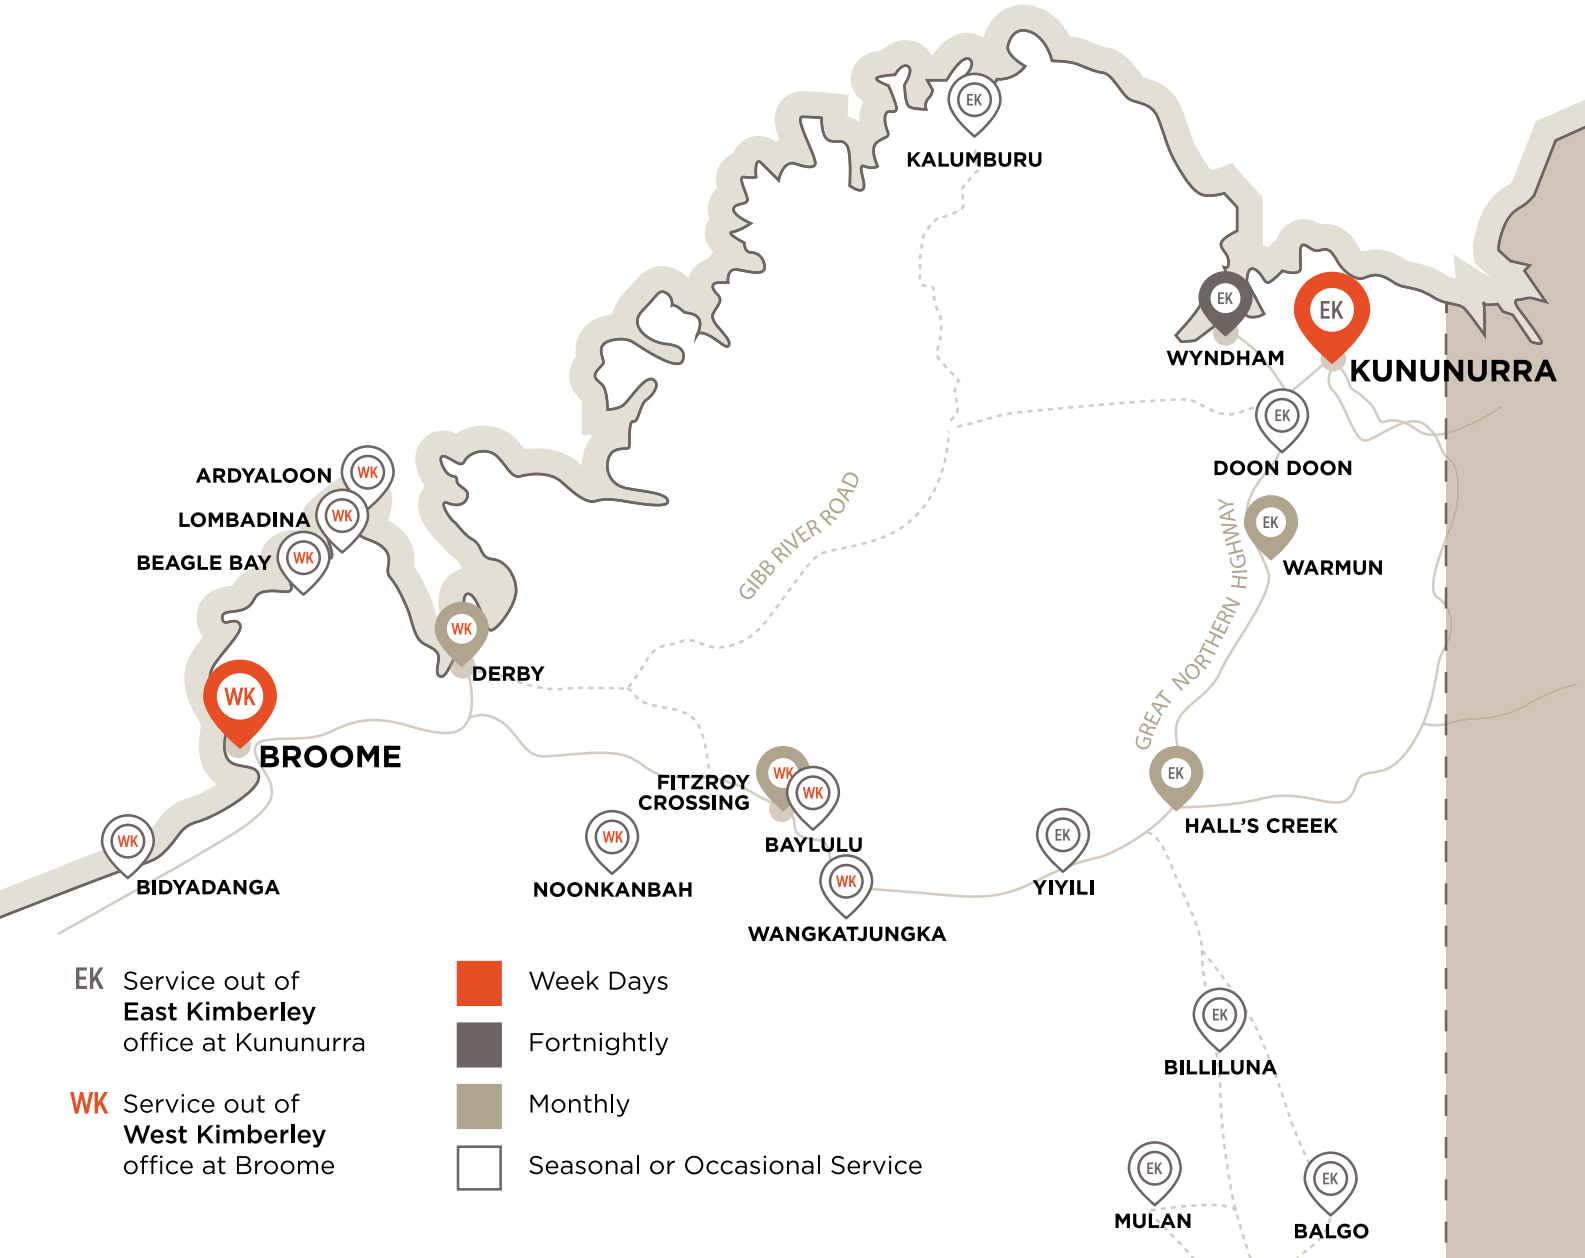 EK
KALUMBURU
EK
WYNDHAM
EK
KUNUNURRA
EK
DOON DOON
ARDYALOON
WK
LOMBADINA
WK
BEAGLE BAY
WK
GIBB RIVER ROAD
GREAT NORTHERN HIGHWAY
EK
WARMUN
WK
DERBY
WK
BROOME
WK
FITZROY
CROSSING
WK
BAYLULU
EK
HALL'S CREEK
WK
BIDYADANGA
WK
NOONKANBAH
WK
WANGKATJUNGKA
EK
YIYILI
EK
BILLILUNA
EK
MULAN
EK
BALGO
EK Service out of
East Kimberley
office at Kununurra
WK Service out of
West Kimberley
office at Broome
Week Days
Fortnightly
Monthly
Seasonal or Occasional Service